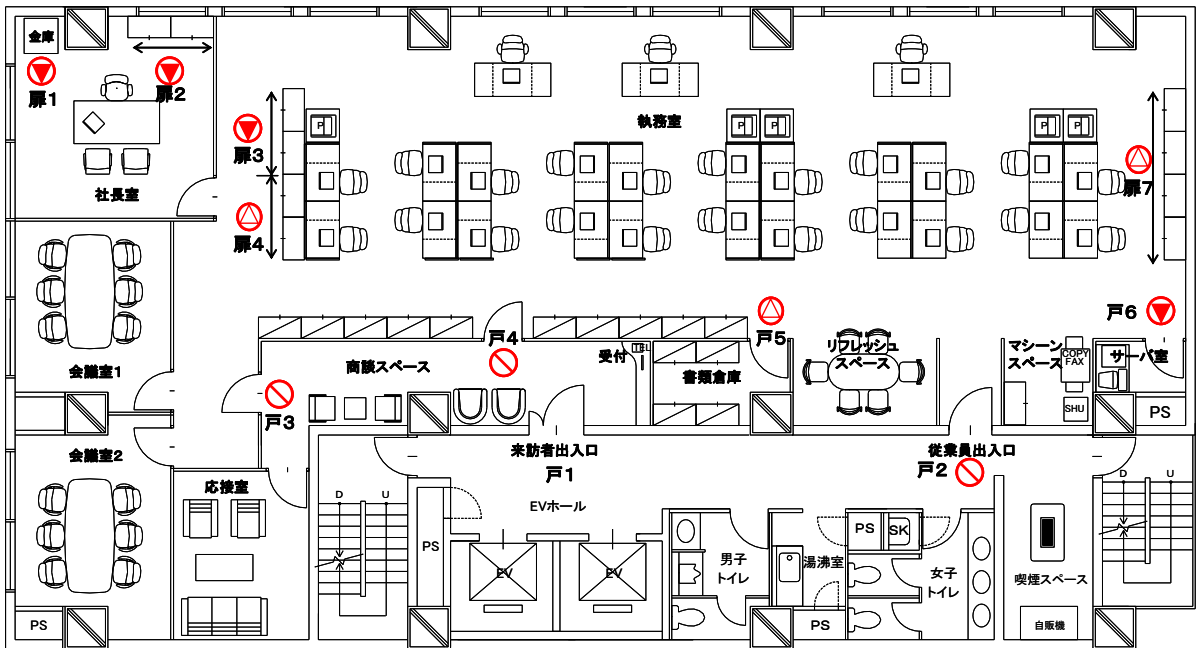 金庫
扉1
扉2
社長室
扉3
扉4
P
執務室
P
P
P
P
扉7
会議室1
戸3
商談スペース
戸4
受付
TEL
書類倉庫
戸5
リフレッシュ
スペース
マシーン
スペース
COPY
FAX
SHU
戸6
サーバ室
PS
会議室2
応接室
PS
D
U
PS
来訪者出入口
戸1
EVホール
EV
EV
従業員出入口
戸2
男子
トイレ
湯沸室
PS
PS
SK
女子
トイレ
喫煙スペース
自販機
D
U